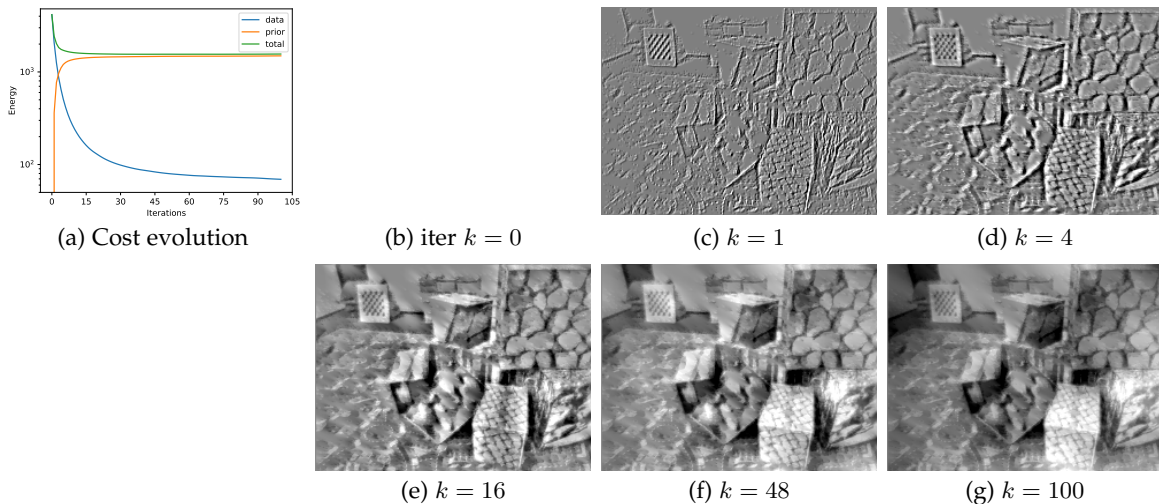 data
prior
total
10³
10²
Energy
0 15 30 45 60 75 90 105
Iterations
(a) Cost evolution
(b) iter k = 0
(c) k = 1
(d) k = 4
(e) k = 16
(f) k = 48
(g) k = 100